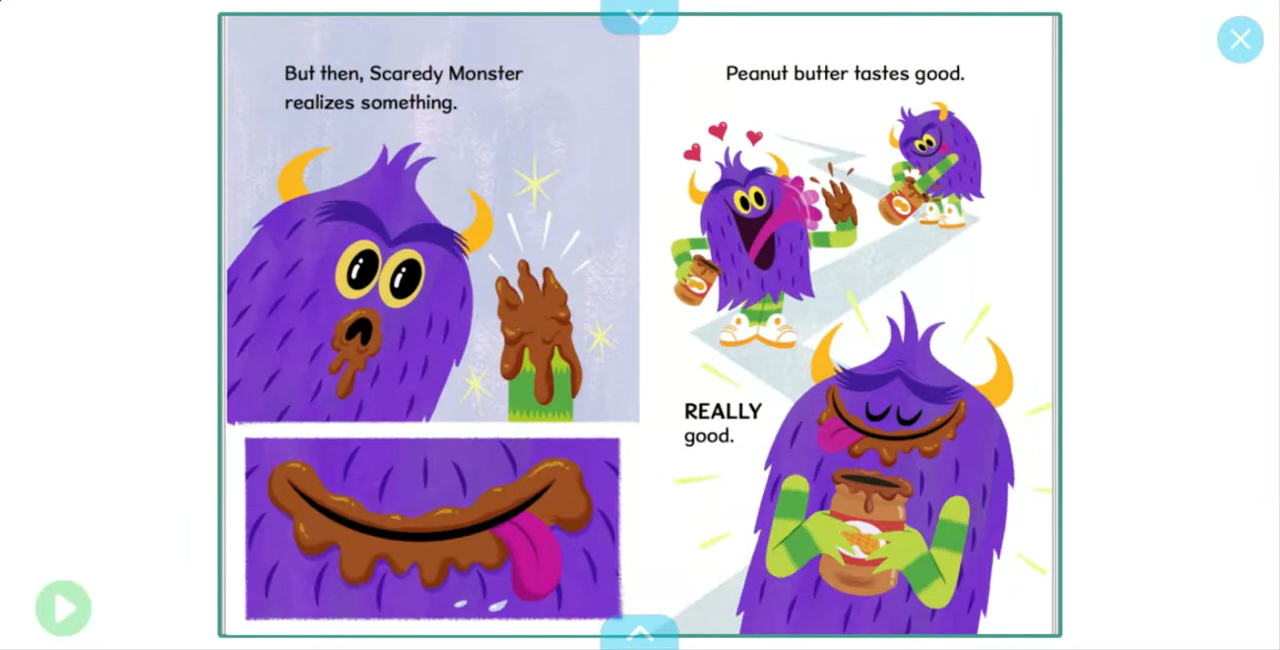 But then, Scaredy Monster
realizes something.
Peanut butter tastes good.
REALLY
good.